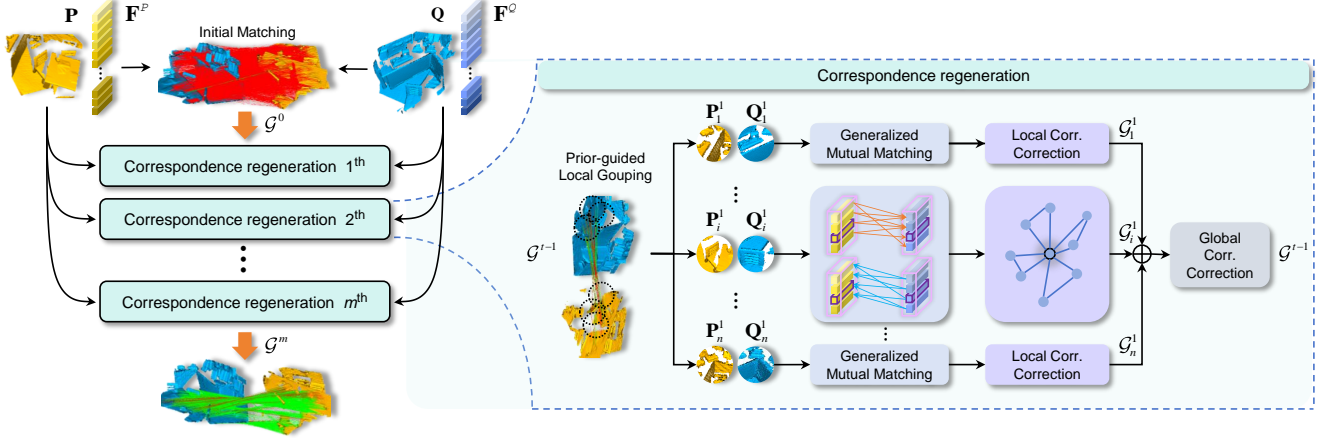 P
F^P
Q
F^Q
Initial Matching
G^0
Correspondence regeneration 1^th
Correspondence regeneration 2^th
Correspondence regeneration m^th
G^m
Correspondence regeneration
Prior-guided
Local Gouping
G^{t-1}
P_1^1
Q_1^1
Generalized
Mutual Matching
Local Corr.
Correction
G_1^1
P_i^1
Q_i^1
G_i^1
Global
Corr.
Correction
G^{t-1}
P_n^1
Q_n^1
Generalized
Mutual Matching
Local Corr.
Correction
G_n^1